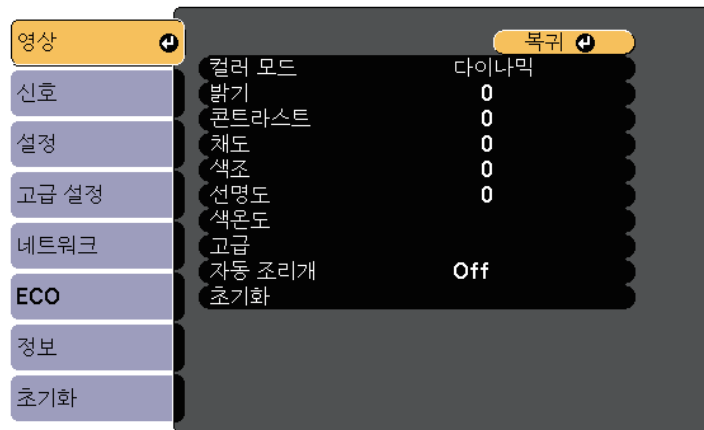 영상
신호
설정
고급 설정
네트워크
ECO
정보
초기화
복귀
컬러 모드 다이나믹
밝기 0
콘트라스트 0
채도 0
색조 0
선명도 0
색온도
고급
자동 조리개 Off
초기화